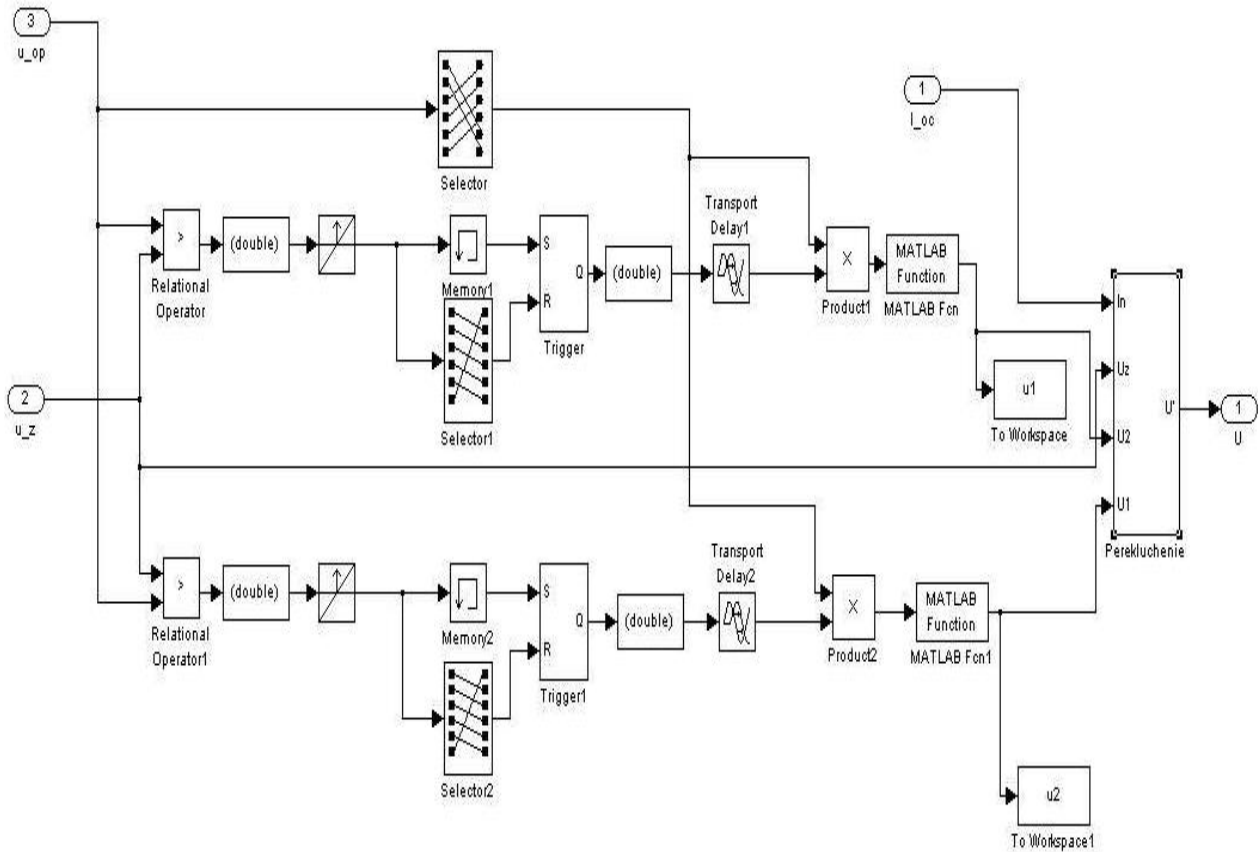 3
u_op
Selector
1
I_oc
>
Relational
Operator
(double)
Memory1
Selector1
S
R
Q
Trigger
(double)
Transport
Delay1
X
Product1
MATLAB
Function
MATLAB Fcn
u1
To Workspace
In
Uz
U2
U1
U'
Pereklucheniе
1
U
2
u_z
>
Relational
Operator1
(double)
Memory2
Selector2
S
R
Q
Trigger1
(double)
Transport
Delay2
X
Product2
MATLAB
Function
MATLAB Fcn1
u2
To Workspace1